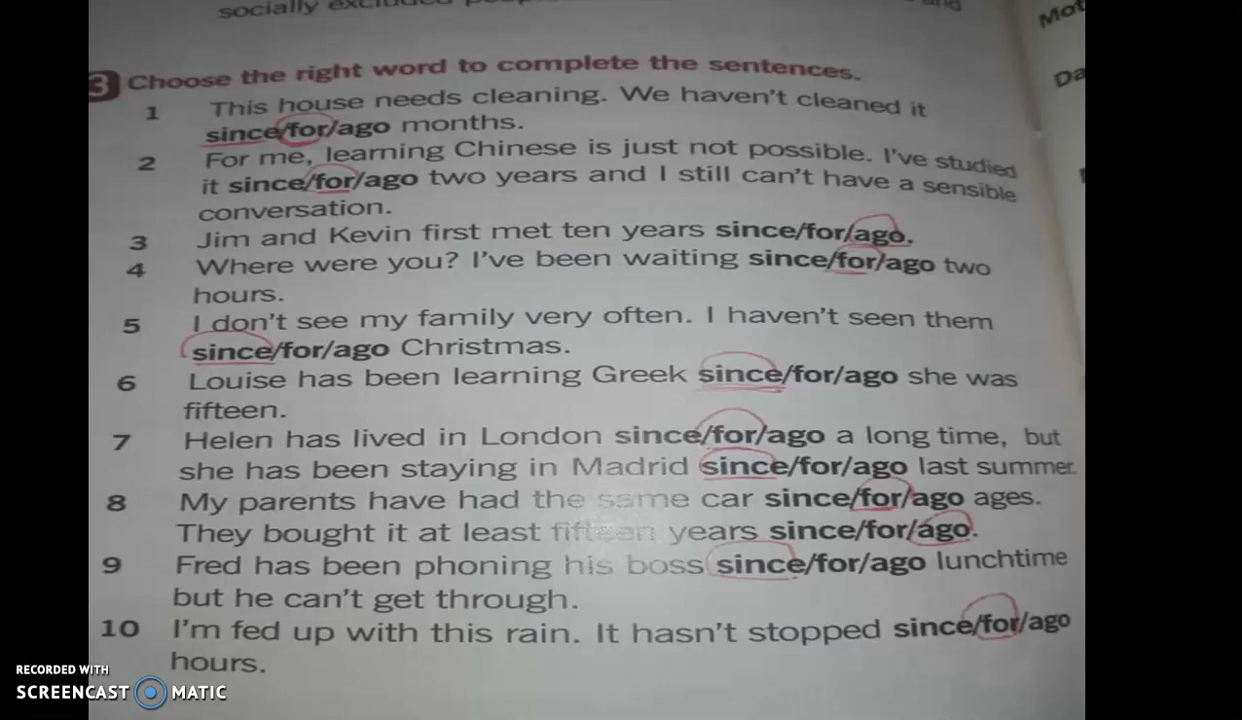 socially
Mot
3 Choose the right word to complete the sentences.
Da
1 This house needs cleaning. We haven't cleaned it
since/for/ago months.
2 For me, learning Chinese is just not possible. I've studied
it since/for/ago two years and I still can't have a sensible
conversation.
3 Jim and Kevin first met ten years since/for/ago.
4 Where were you? I've been waiting since/for/ago two
hours.
5 I don't see my family very often. I haven't seen them
since/for/ago Christmas.
6 Louise has been learning Greek since/for/ago she was
fifteen.
7 Helen has lived in London since/for/ago a long time, but
she has been staying in Madrid since/for/ago last summer.
8 My parents have had the same car since/for/ago ages.
They bought it at least fifteen years since/for/ago.
9 Fred has been phoning his boss since/for/ago lunchtime
but he can't get through.
10 I'm fed up with this rain. It hasn't stopped since/for/ago
hours.
RECORDED WITH
SCREENCAST MATIC